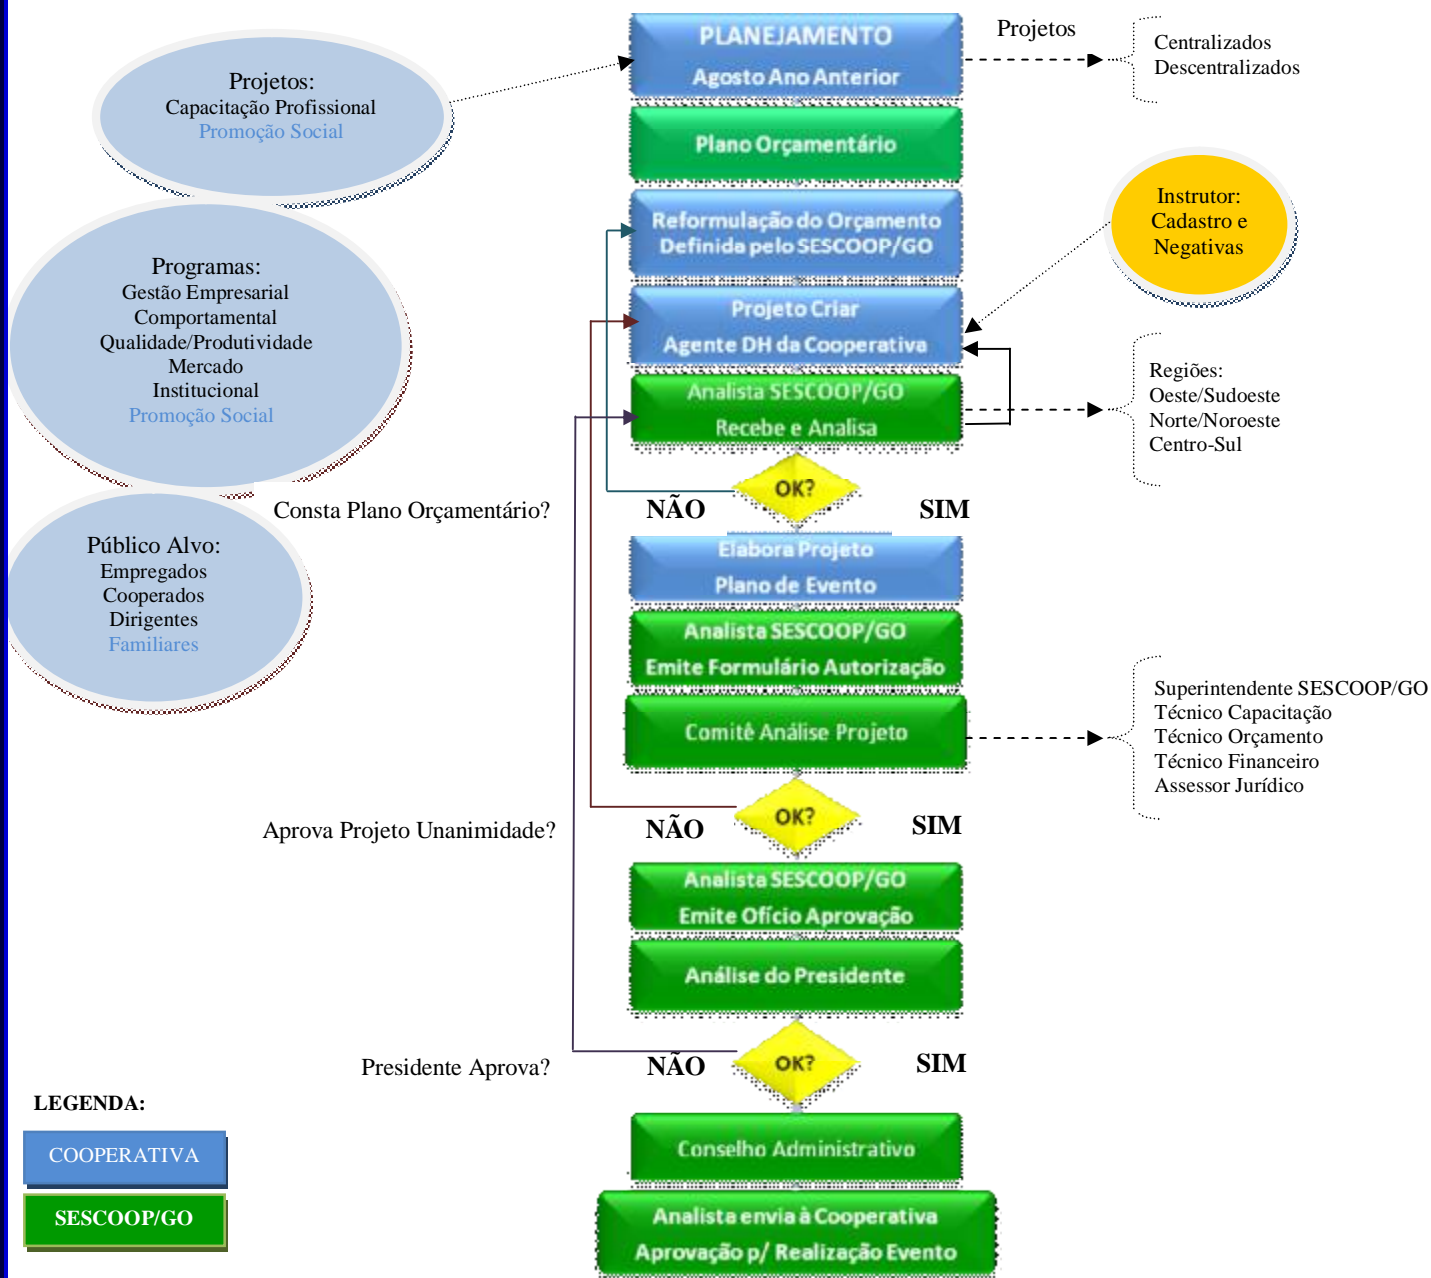 PLANEJAMENTO
Agosto Ano Anterior
Projetos
Centralizados
Descentralizados
Projetos:
Capacitação Profissional
Promoção Social
Plano Orçamentário
Reformulação do Orçamento
Definida pelo SESCOOP/GO
Instrutor:
Cadastro e
Negativas
Programas:
Gestão Empresarial
Comportamental
Qualidade/Produtividade
Mercado
Institucional
Promoção Social
Projeto Criar
Agente DH da Cooperativa
Analista SESCOOP/GO
Recebe e Analisa
Regiões:
Oeste/Sudoeste
Norte/Noroeste
Centro-Sul
Consta Plano Orçamentário?
NÃO
OK?
SIM
Público Alvo:
Empregados
Cooperados
Dirigentes
Familiares
Elabora Projeto
Plano de Evento
Analista SESCOOP/GO
Emite Formulário Autorização
Comitê Análise Projeto
Superintendente SESCOOP/GO
Técnico Capacitação
Técnico Orçamento
Técnico Financeiro
Assessor Jurídico
Aprova Projeto Unanimidade?
NÃO
OK?
SIM
Analista SESCOOP/GO
Emite Ofício Aprovação
Análise do Presidente
Presidente Aprova?
NÃO
OK?
SIM
LEGENDA:
COOPERATIVA
SESCOOP/GO
Conselho Administrativo
Analista envia à Cooperativa
Aprovação p/ Realização Evento